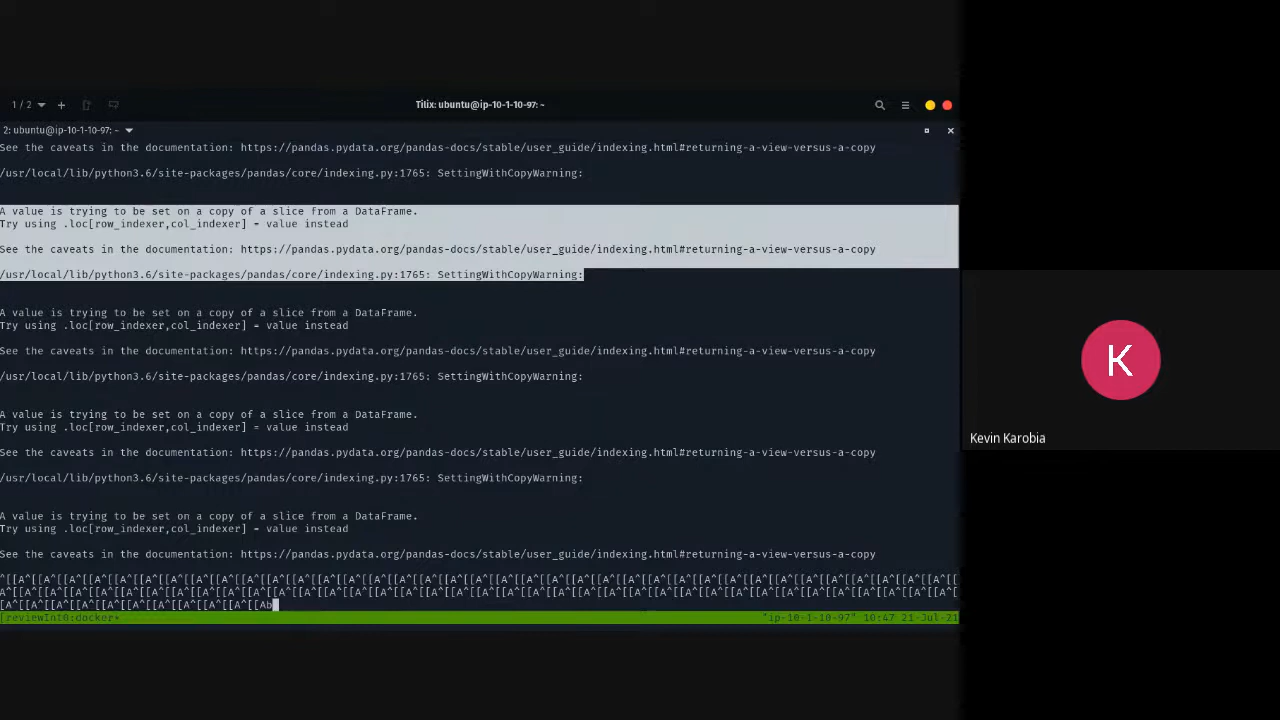 1 / 2
Tilix: ubuntu@ip-10-1-10-97: ~
2: ubuntu@ip-10-1-10-97: ~
See the caveats in the documentation: https://pandas.pydata.org/pandas-docs/stable/user_guide/indexing.html#returning-a-view-versus-a-copy
/usr/local/lib/python3.6/site-packages/pandas/core/indexing.py:1765: SettingWithCopyWarning:
A value is trying to be set on a copy of a slice from a DataFrame.
Try using .loc[row_indexer,col_indexer] = value instead
See the caveats in the documentation: https://pandas.pydata.org/pandas-docs/stable/user_guide/indexing.html#returning-a-view-versus-a-copy
/usr/local/lib/python3.6/site-packages/pandas/core/indexing.py:1765: SettingWithCopyWarning:
A value is trying to be set on a copy of a slice from a DataFrame.
Try using .loc[row_indexer,col_indexer] = value instead
See the caveats in the documentation: https://pandas.pydata.org/pandas-docs/stable/user_guide/indexing.html#returning-a-view-versus-a-copy
/usr/local/lib/python3.6/site-packages/pandas/core/indexing.py:1765: SettingWithCopyWarning:
A value is trying to be set on a copy of a slice from a DataFrame.
Try using .loc[row_indexer,col_indexer] = value instead
See the caveats in the documentation: https://pandas.pydata.org/pandas-docs/stable/user_guide/indexing.html#returning-a-view-versus-a-copy
/usr/local/lib/python3.6/site-packages/pandas/core/indexing.py:1765: SettingWithCopyWarning:
A value is trying to be set on a copy of a slice from a DataFrame.
Try using .loc[row_indexer,col_indexer] = value instead
See the caveats in the documentation: https://pandas.pydata.org/pandas-docs/stable/user_guide/indexing.html#returning-a-view-versus-a-copy
^[[A^[[A^[[A^[[A^[[A^[[A^[[A^[[A^[[A^[[A^[[A^[[A^[[A^[[A^[[A^[[A^[[A^[[A^[[A^[[A^[[A^[[A^[[A^[[A^[[A^[[A^[[A^[[A^[[A^[[A^[[A^[[A^[[A^[[A^[[A^[[A^[[A^[[
A^[[A^[[A^[[A^[[A^[[A^[[A^[[A^[[A^[[A^[[A^[[A^[[A^[[A^[[A^[[A^[[A^[[A^[[A^[[A^[[A^[[A^[[A^[[A^[[A^[[A^[[A^[[A^[[A^[[A^[[A^[[A^[[A^[[A^[[A^[[A^[[A^[[A^[
[A^[[A^[[A^[[A^[[A^[[A^[[A^[[A^[[A^[[A^[[Ab
[reviewInt0:docker* "ip-10-1-10-97" 10:47 21-Jul-21
K
Kevin Karobia